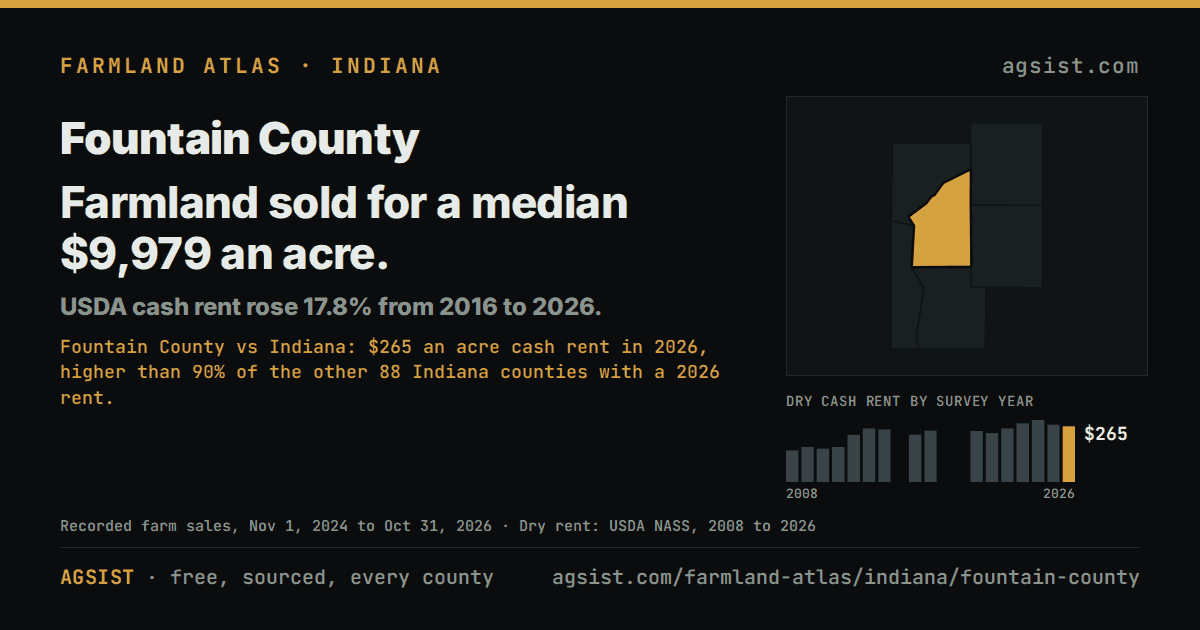 FARMLAND ATLAS · INDIANA
agsist.com
Fountain County
Farmland sold for a median
$9,979 an acre.
USDA cash rent rose 17.8% from 2016 to 2026.
Fountain County vs Indiana: $265 an acre cash rent in 2026,
higher than 90% of the other 88 Indiana counties with a 2026
rent.
DRY CASH RENT BY SURVEY YEAR
$265
2008
2026
Recorded farm sales, Nov 1, 2024 to Oct 31, 2026 · Dry rent: USDA NASS, 2008 to 2026
AGSIST · free, sourced, every county
agsist.com/farmland-atlas/indiana/fountain-county